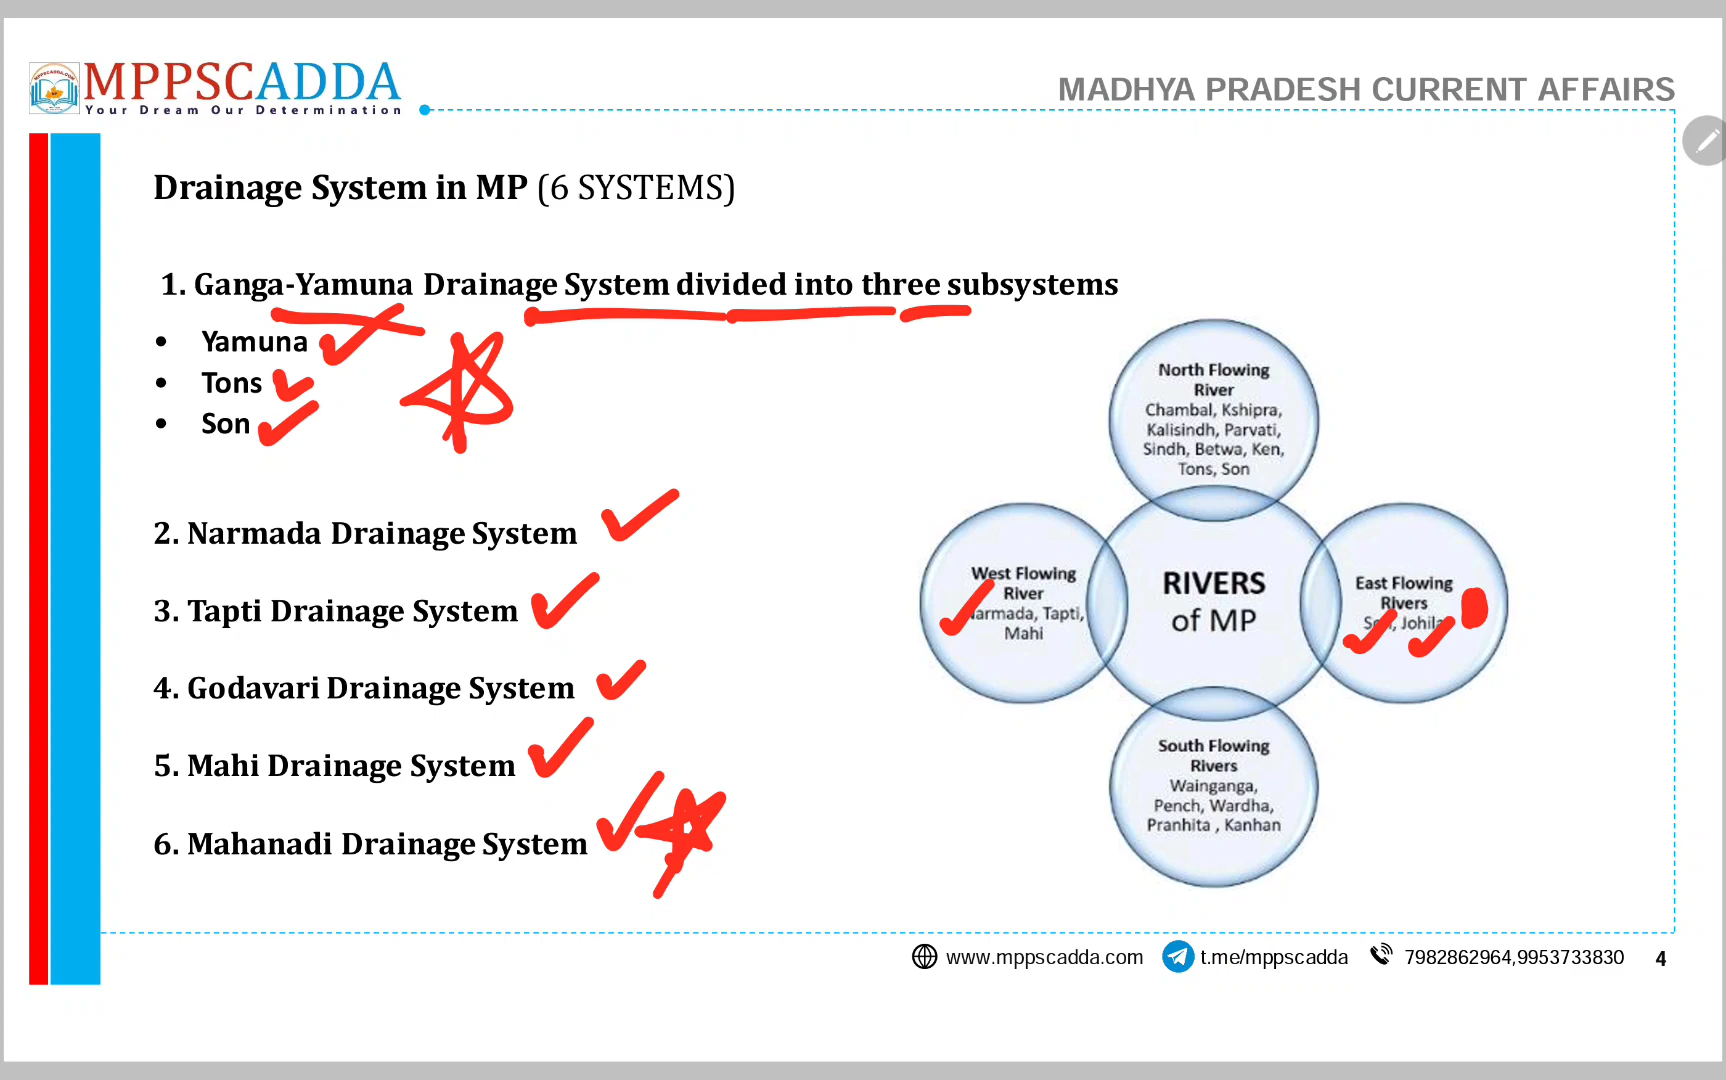 MPPSCADDA
Your Dream Our Determination
MADHYA PRADESH CURRENT AFFAIRS
Drainage System in MP (6 SYSTEMS)
1. Ganga-Yamuna Drainage System divided into three subsystems
• Yamuna
• Tons
• Son
2. Narmada Drainage System
3. Tapti Drainage System
4. Godavari Drainage System
5. Mahi Drainage System
6. Mahanadi Drainage System
North Flowing
River
Chambal, Kshipra,
Kalisindh, Parvati,
Sindh, Betwa, Ken,
Tons, Son
West Flowing
River
Narmada, Tapti,
Mahi
RIVERS
of MP
East Flowing
Rivers
Son, Johila
South Flowing
Rivers
Wainganga,
Pench, Wardha,
Pranhita , Kanhan
www.mppscadda.com
t.me/mppscadda
7982862964,9953733830
4